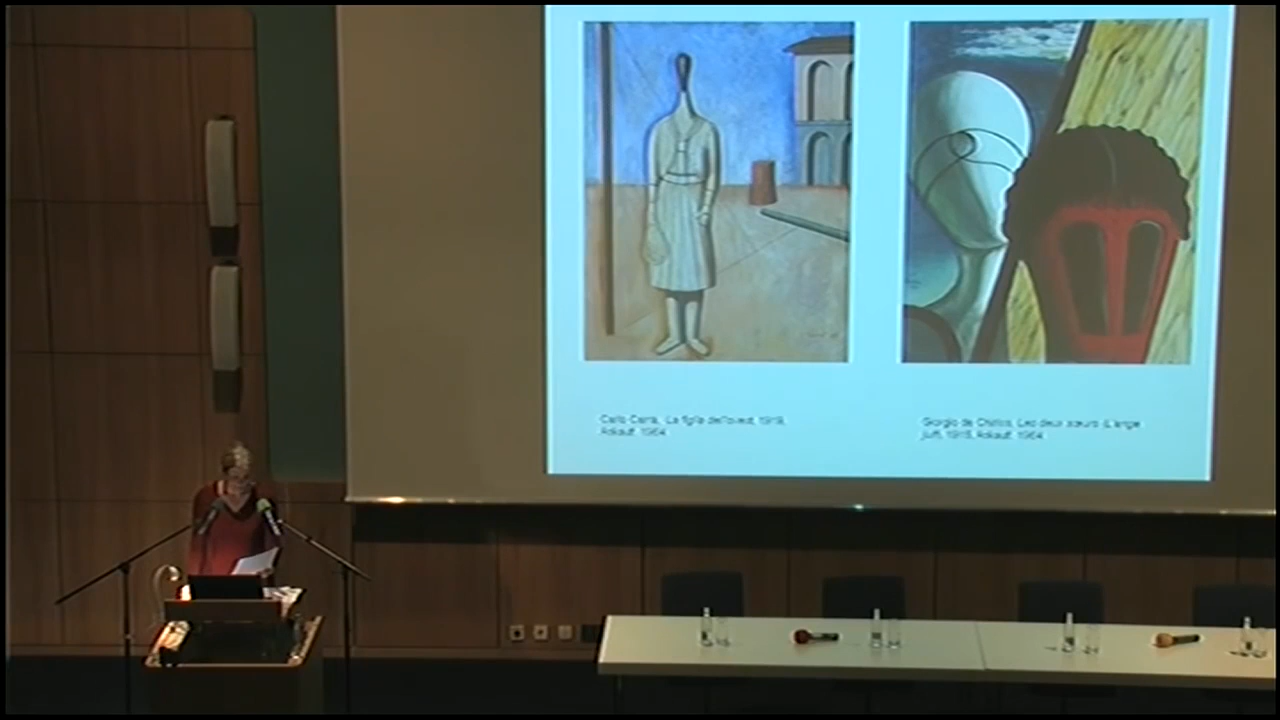 Carlo Carrà, La figlia dell'ovest, 1919,
Ankauf, 1964
Giorgio de Chirico, Les deux sœurs (L'ange
juif), 1915, Ankauf, 1964